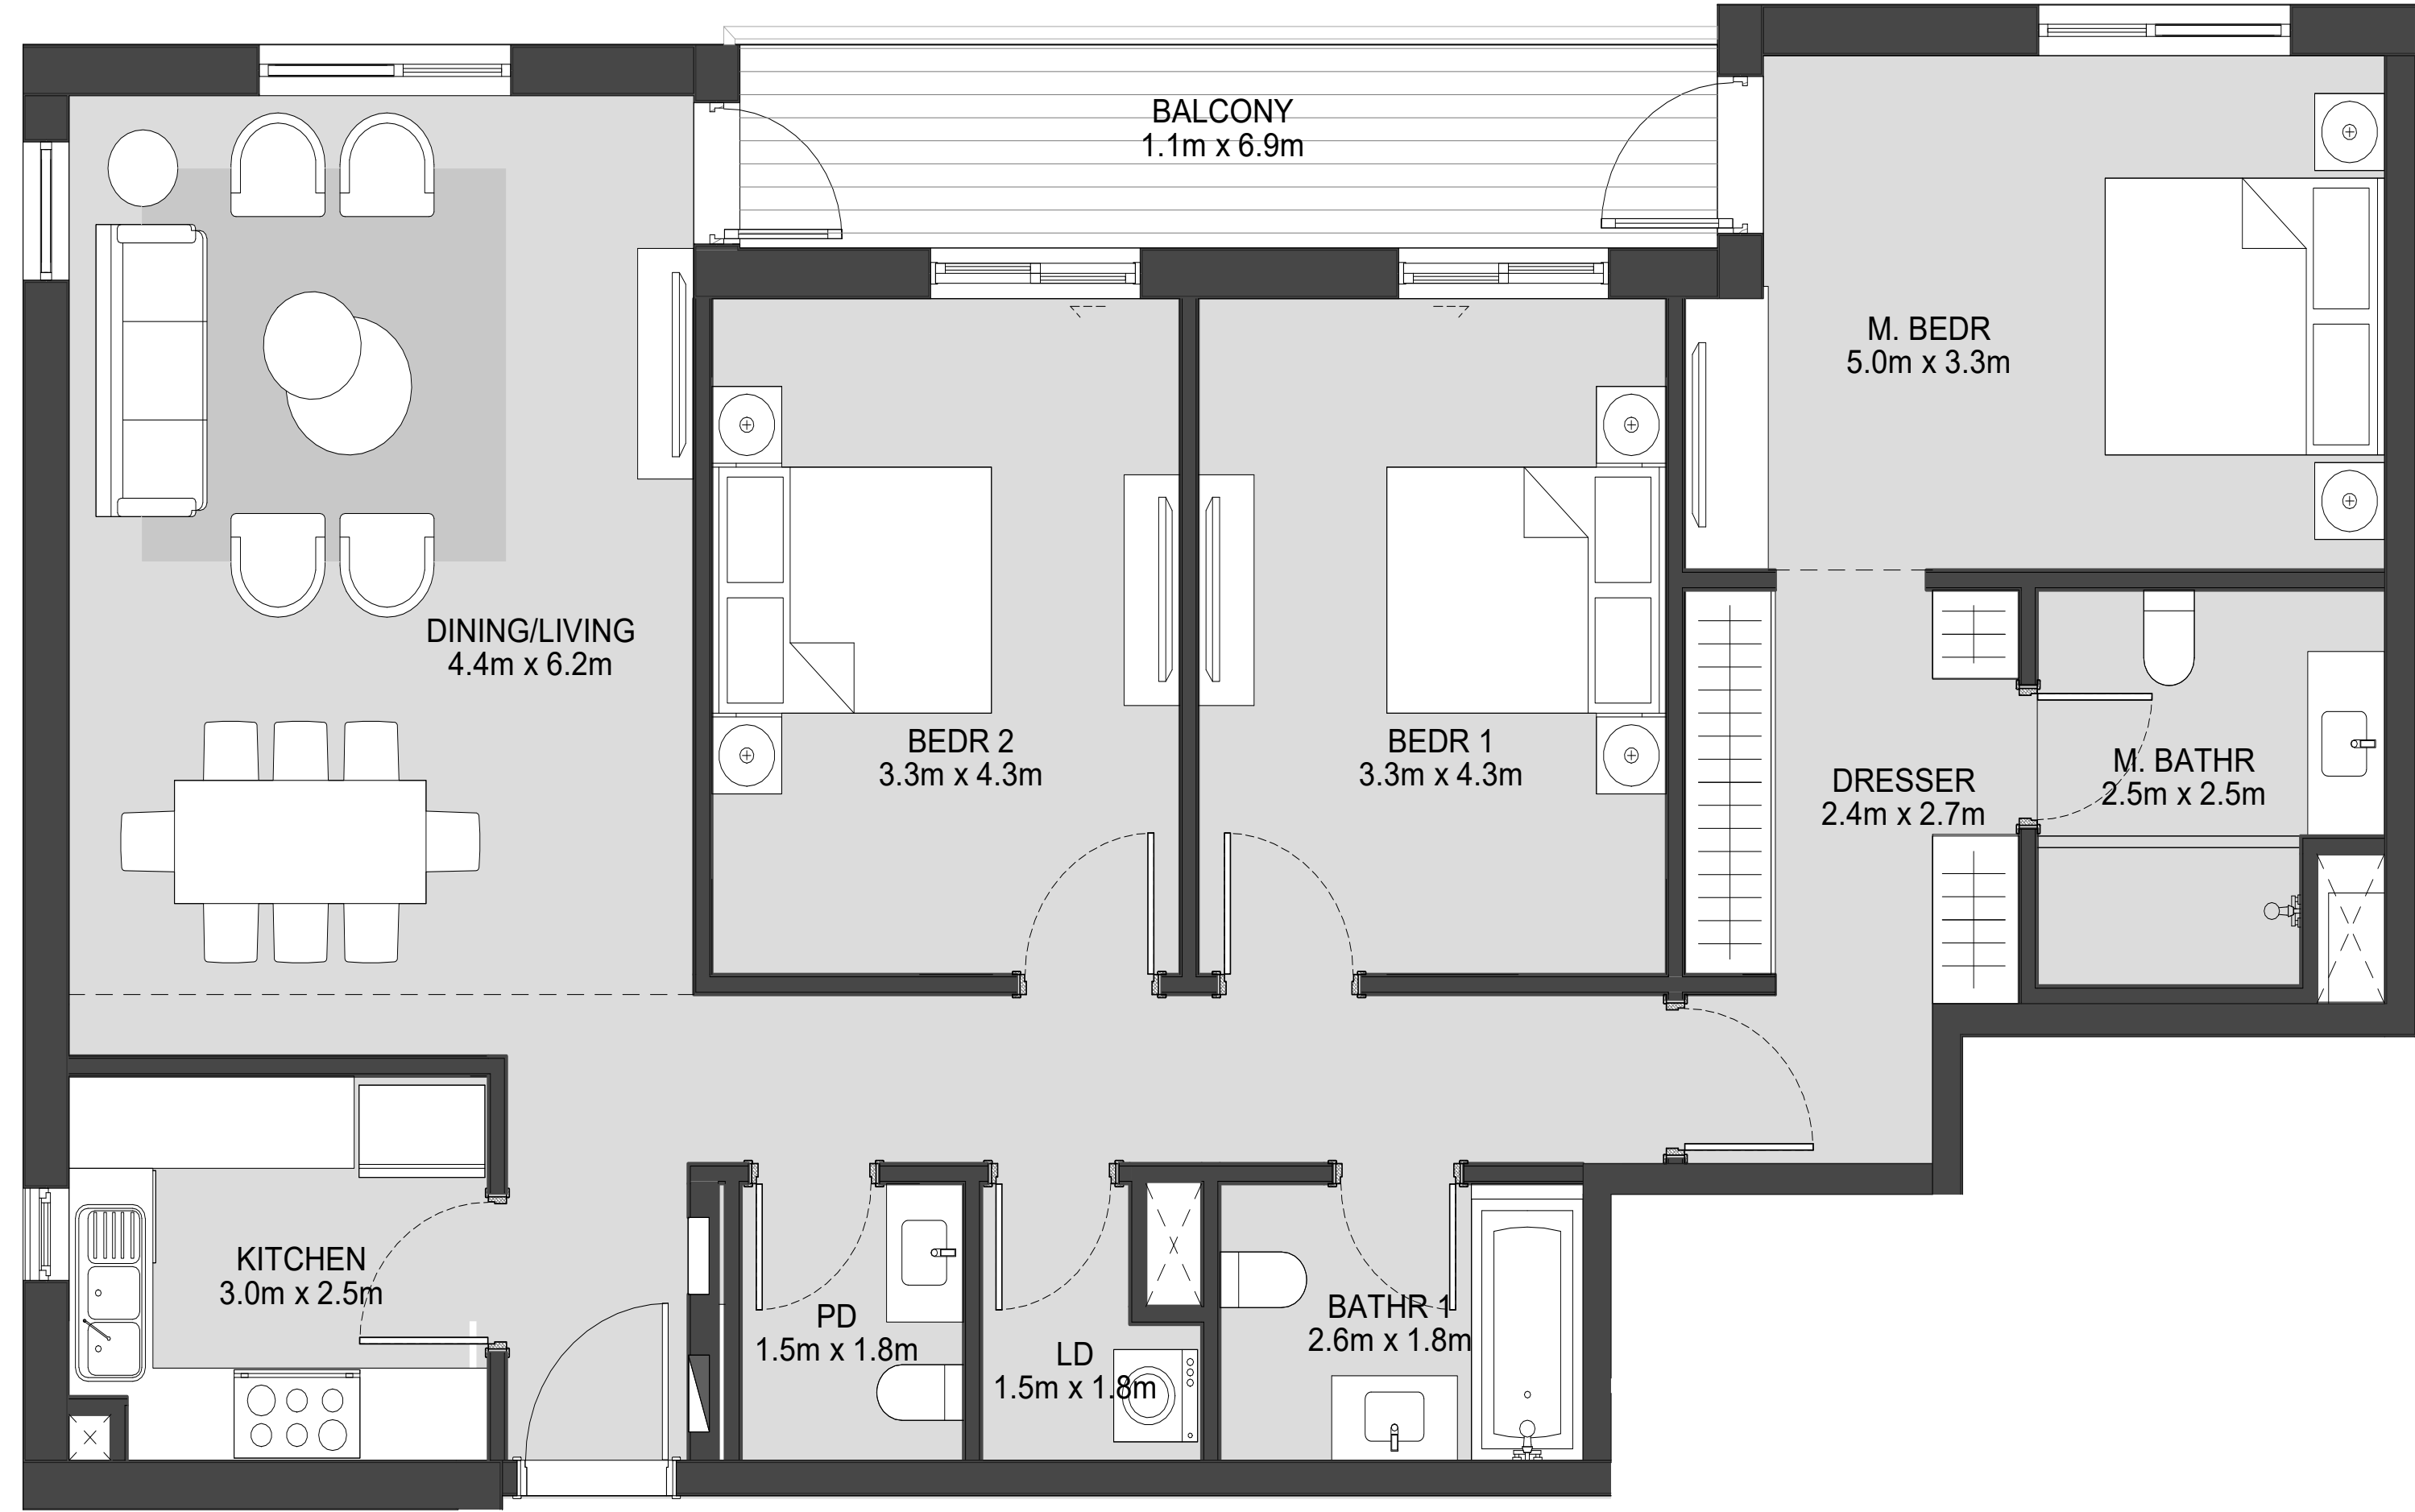 BALCONY
1.1m x 6.9m
M. BEDR
5.0m x 3.3m
DINING/LIVING
4.4m x 6.2m
BEDR 2
3.3m x 4.3m
BEDR 1
3.3m x 4.3m
DRESSER
2.4m x 2.7m
M. BATHR
2.5m x 2.5m
KITCHEN
3.0m x 2.5m
PD
1.5m x 1.8m
LD
1.5m x 1.8m
BATHR 1
2.6m x 1.8m